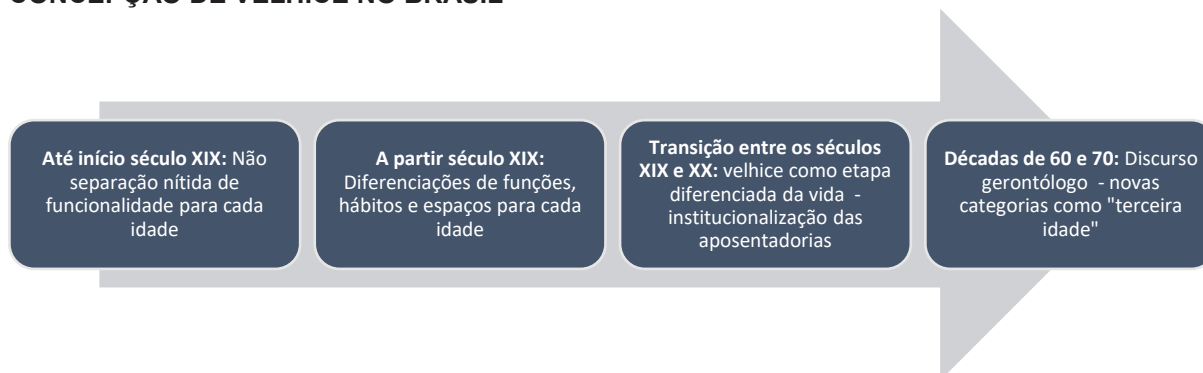 Até início século XIX: Não
separação nítida de
funcionalidade para cada
idade
A partir século XIX:
Diferenciações de funções,
hábitos e espaços para cada
idade
Transição entre os séculos
XIX e XX: velhice como etapa
diferenciada da vida -
institucionalização das
aposentadorias
Décadas de 60 e 70: Discurso
gerontólogo - novas
categorias como "terceira
idade"